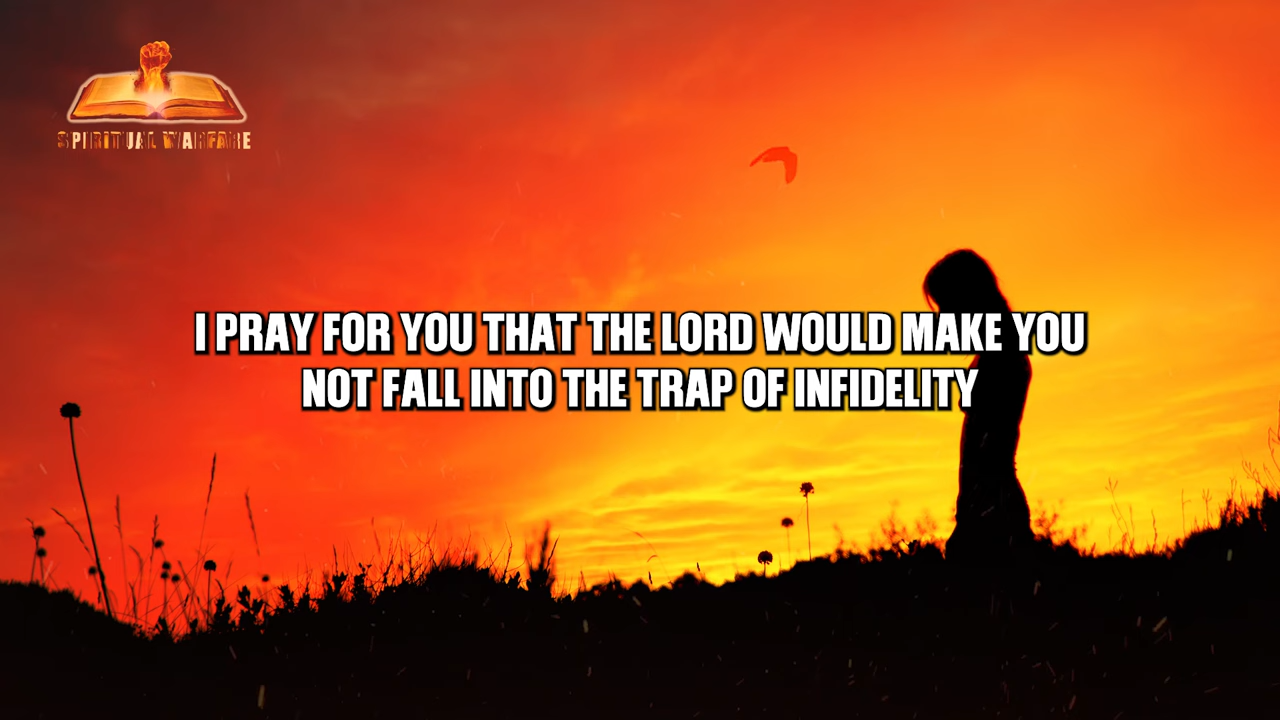 SPIRITUAL WARFARE
I PRAY FOR YOU THAT THE LORD WOULD MAKE YOU
NOT FALL INTO THE TRAP OF INFIDELITY